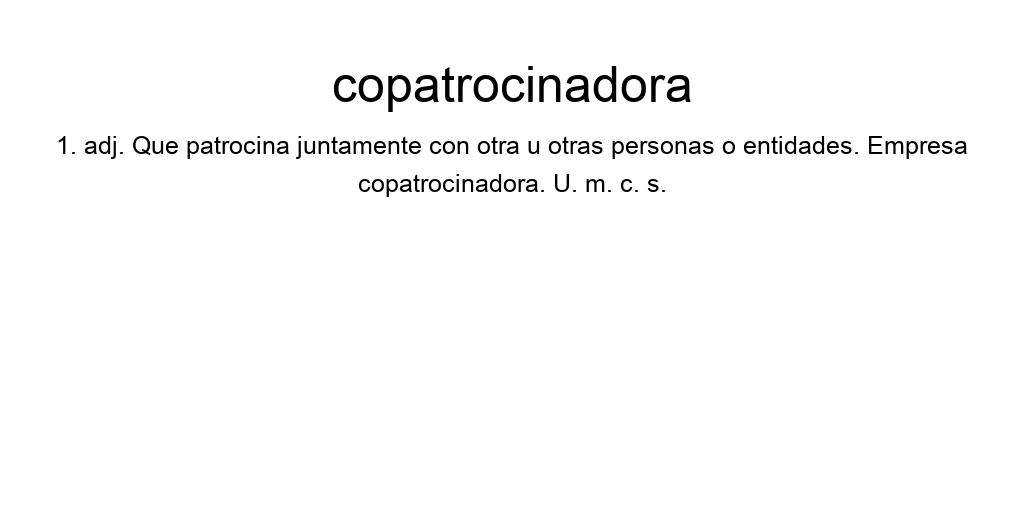 copatrocinadora
1. adj. Que patrocina juntamente con otra u otras personas o entidades. Empresa
copatrocinadora. U. m. c. s.